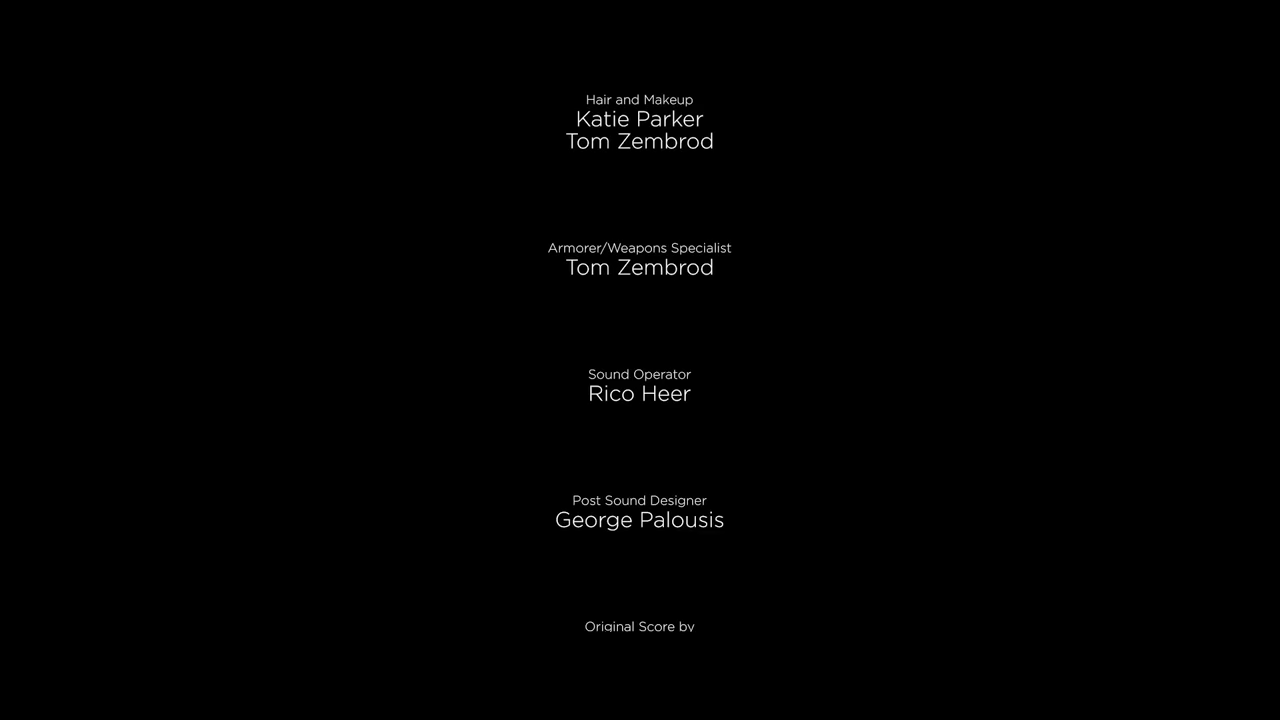 Hair and Makeup
Katie Parker
Tom Zembrod
Armorer/Weapons Specialist
Tom Zembrod
Sound Operator
Rico Heer
Post Sound Designer
George Palousis
Original Score by